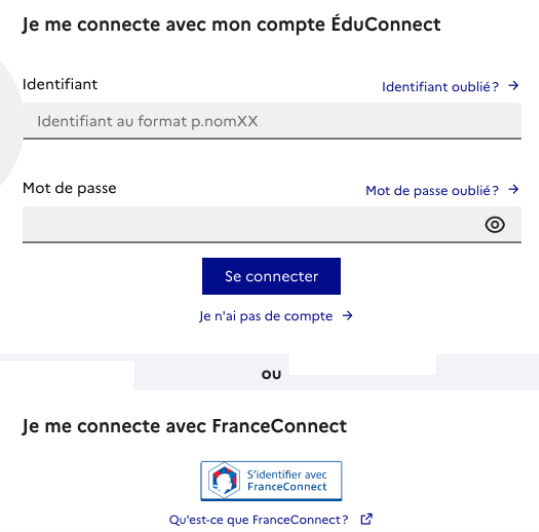 Je me connecte avec mon compte ÉduConnect
Identifiant
Identifiant oublié? →
Identifiant au format p.nomXX
Mot de passe
Mot de passe oublié? →
Se connecter
Je n'ai pas de compte →
ou
Je me connecte avec FranceConnect
S'identifier avec
FranceConnect
Qu'est-ce que FranceConnect?